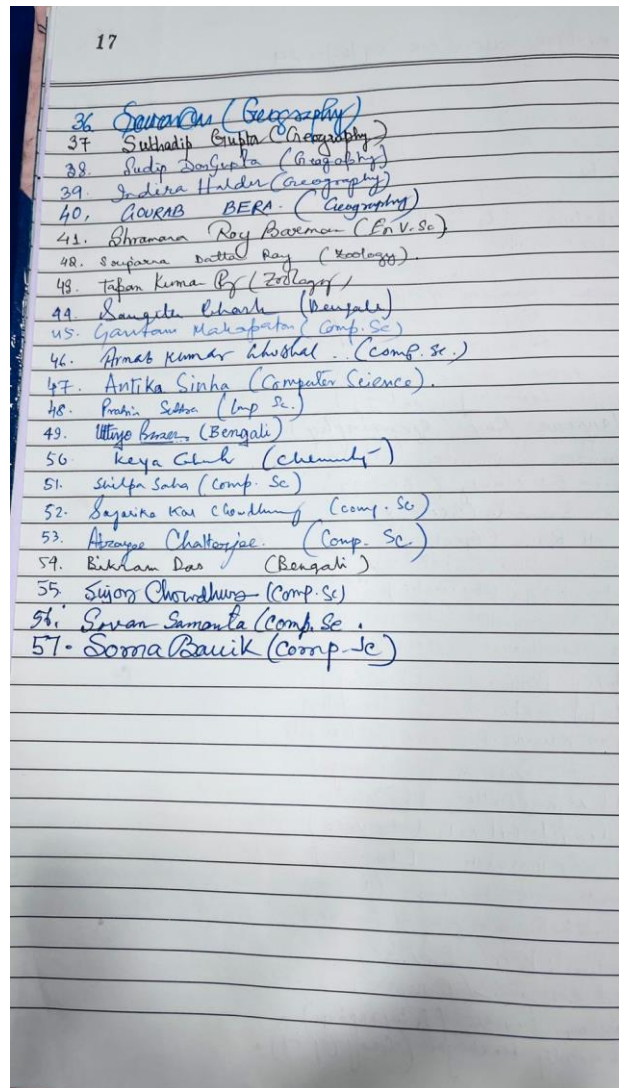 17
36. (Geography)
37 Subhadip Gupta (Geography)
38. Sudip DasGupta (Geography)
39. Indira Halder (Geography)
40, GOURAB BERA. (Geography)
41. Shramana Roy Barman (En V. Sc).
42. Souparna Datta Ray (Zoology).
43. Tapan Kumar (Zoology)
44. Sangita Ghosh (Bengali)
45. Gautam Mahapatra (Comp. Sc)
46. Arnab Kumar Ghoshal. (Comp. Sc.)
47. Antika Sinha (Computer Science).
48. (Comp Sc.)
49. (Bengali)
50 Keya Ghosh (Chemistry)
51. Shilpa Saha (Comp. Sc)
52. Sagarika Kar Chowdhury (Comp. Sc)
53. Chatterjee. (Comp. Sc.)
54. Bikram Das (Bengali)
55. Sujoy Chowdhury (Comp. Sc)
56. Sovan Samanta (Comp. Sc.
57. Soma Banik (Comp. Sc)